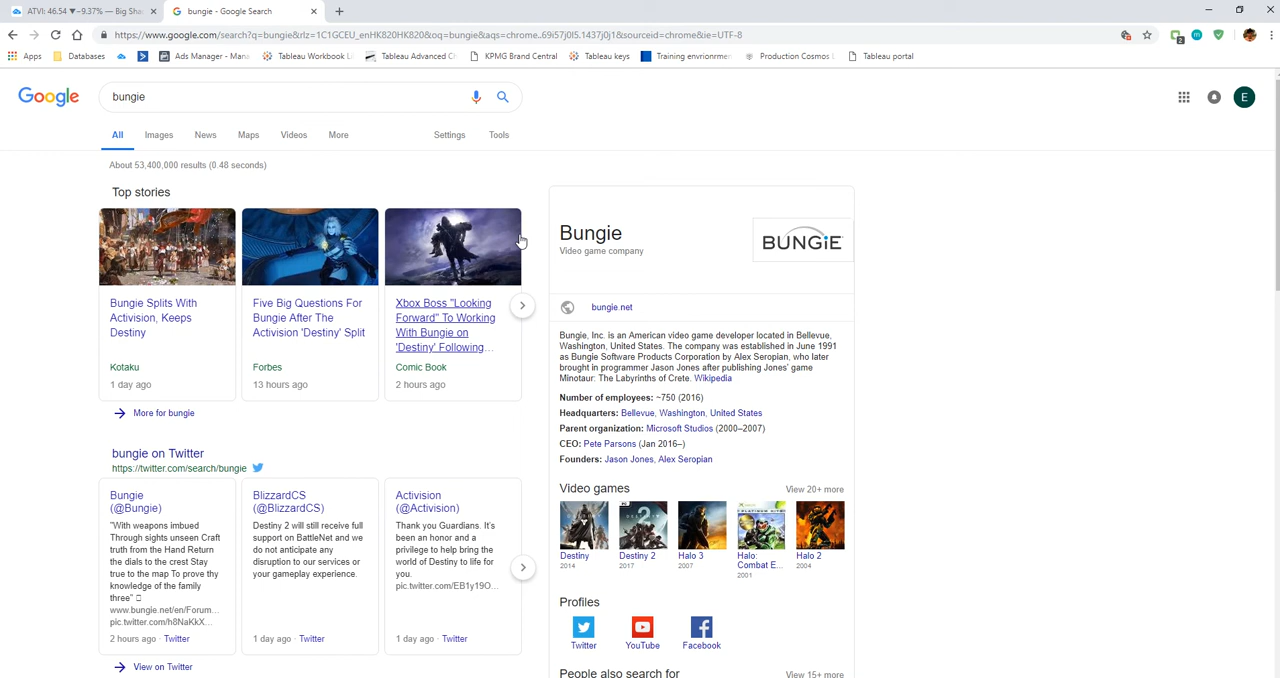 ATVI: 46.54 ▼−9.37% — Big Sha
bungie - Google Search
https://www.google.com/search?q=bungie&rlz=1C1GCEU_enHK820HK820&oq=bungie&aqs=chrome..69i57j0l5.1437j0j1&sourceid=chrome&ie=UTF-8
Apps Databases Ads Manager - Man Tableau Workbook Tableau Advanced KPMG Brand Central Tableau keys Training envrionmen Production Cosmos Tableau portal
Google bungie E
All Images News Maps Videos More Settings Tools
About 53,400,000 results (0.48 seconds)
Top stories
Bungie Splits With
Activision, Keeps
Destiny
Kotaku
1 day ago
Five Big Questions For
Bungie After The
Activision 'Destiny' Split
Forbes
13 hours ago
Xbox Boss "Looking
Forward" To Working
With Bungie on
'Destiny' Following...
Comic Book
2 hours ago
More for bungie
bungie on Twitter
https://twitter.com/search/bungie
Bungie
(@Bungie)
"With weapons imbued
Through sights unseen Craft
truth from the Hand Return
the dials to the crest Stay
true to the map To prove thy
knowledge of the family
three"
www.bungie.net/en/Forum...
pic.twitter.com/h8NaKkX...
2 hours ago · Twitter
BlizzardCS
(@BlizzardCS)
Destiny 2 will still receive full
support on BattleNet and we
do not anticipate any
disruption to our services or
your gameplay experience.
1 day ago · Twitter
Activision
(@Activision)
Thank you Guardians. It's
been an honor and a
privilege to help bring the
world of Destiny to life for
you.
pic.twitter.com/EB1y19O...
1 day ago · Twitter
View on Twitter
Bungie
Video game company
BUNGiE
bungie.net
Bungie, Inc. is an American video game developer located in Bellevue,
Washington, United States. The company was established in June 1991
as Bungie Software Products Corporation by Alex Seropian, who later
brought in programmer Jason Jones after publishing Jones' game
Minotaur: The Labyrinths of Crete. Wikipedia
Number of employees: ~750 (2016)
Headquarters: Bellevue, Washington, United States
Parent organization: Microsoft Studios (2000–2007)
CEO: Pete Parsons (Jan 2016–)
Founders: Jason Jones, Alex Seropian
Video games View 20+ more
Destiny
2014
Destiny 2
2017
Halo 3
2007
Halo:
Combat E...
2001
Halo 2
2004
Profiles
Twitter YouTube Facebook
People also search for View 15+ more